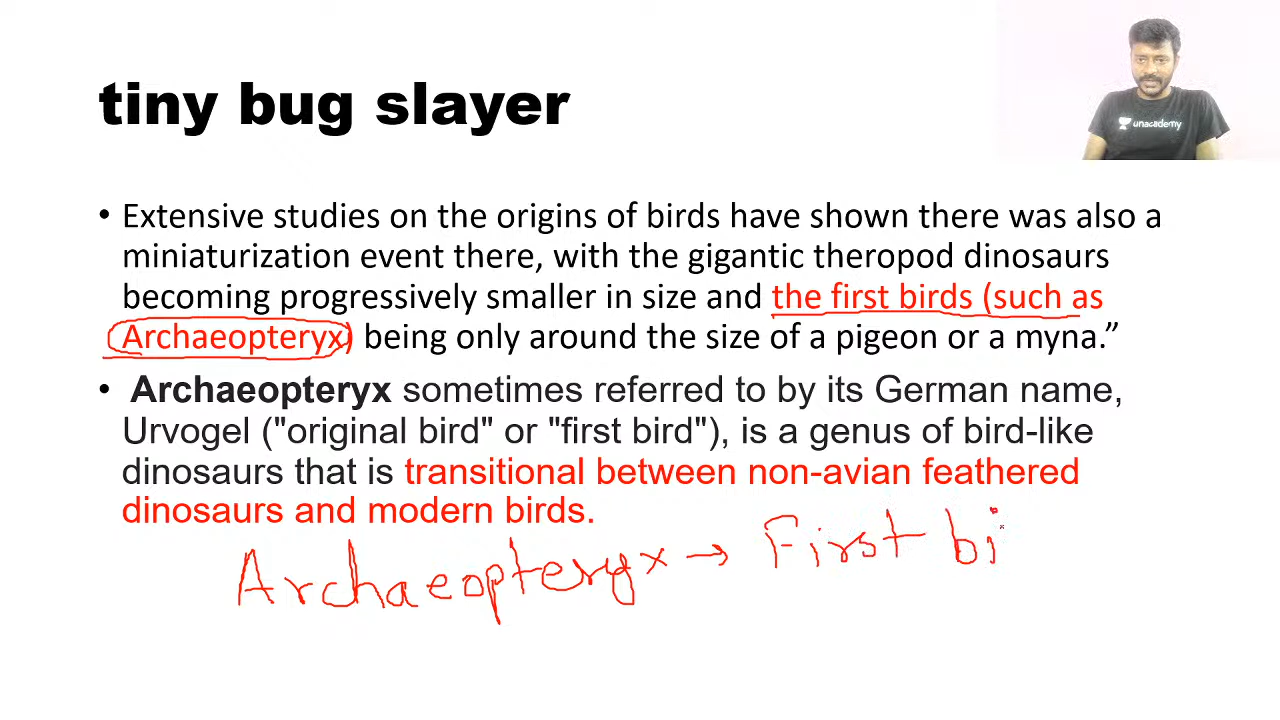 tiny bug slayer
unacademy
• Extensive studies on the origins of birds have shown there was also a
miniaturization event there, with the gigantic theropod dinosaurs
becoming progressively smaller in size and the first birds (such as
Archaeopteryx) being only around the size of a pigeon or a myna.”
• Archaeopteryx sometimes referred to by its German name,
Urvogel ("original bird" or "first bird"), is a genus of bird-like
dinosaurs that is transitional between non-avian feathered
dinosaurs and modern birds.
Archaeopteryx → First bi